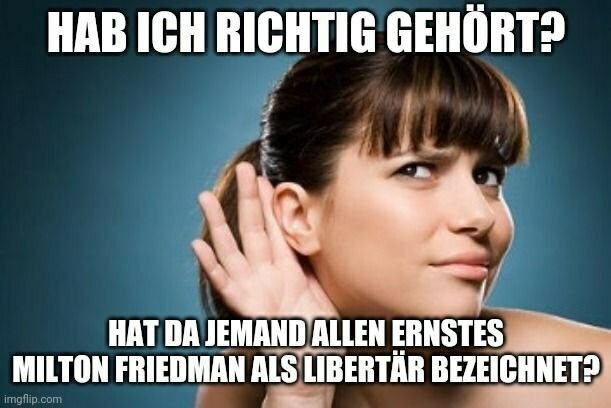 HAB ICH RICHTIG GEHÖRT?
HAT DA JEMAND ALLEN ERNSTES
MILTON FRIEDMAN ALS LIBERTÄR BEZEICHNET?
imgflip.com